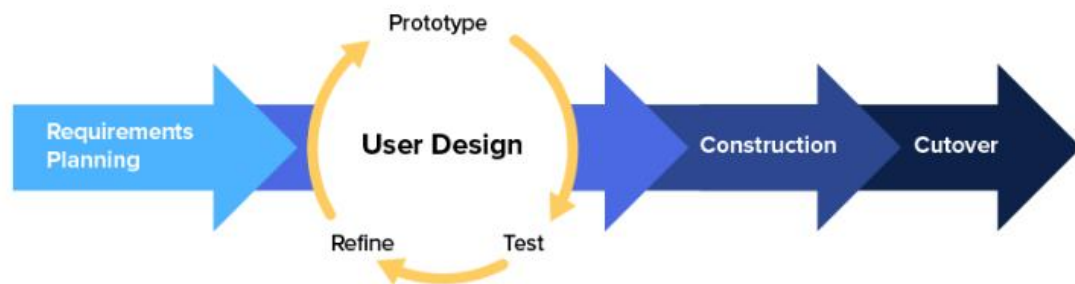 Prototype
Requirements
Planning
User Design
Construction
Cutover
Refine
Test